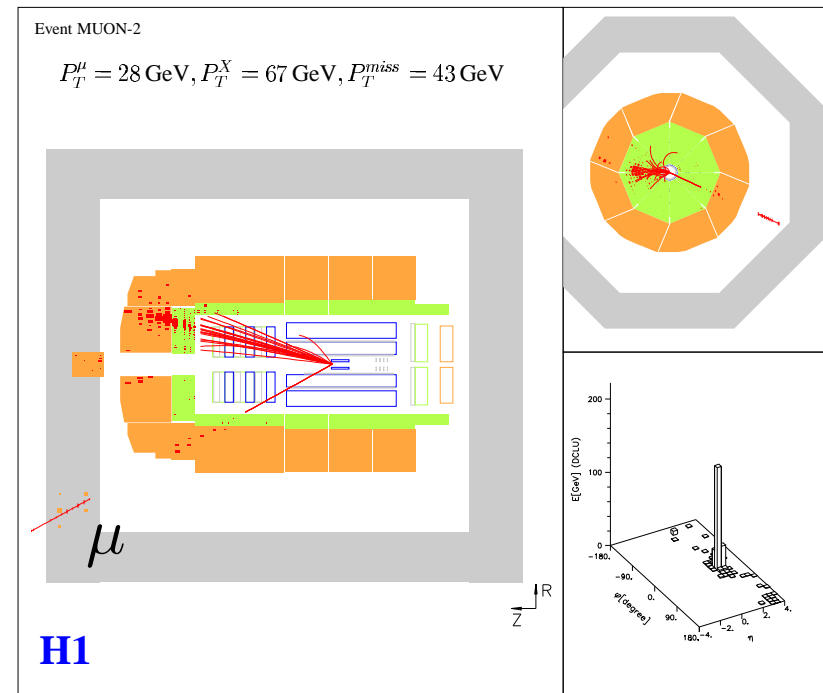 Event MUON-2
P_T^μ = 28 GeV, P_T^X = 67 GeV, P_T^miss = 43 GeV
μ
R
Z
H1
E[GeV] (DCLU)
200
100
0
-180.
-90.
0.
90.
180.
φ[degree]
-4.
-2.
0.
2.
4.
η